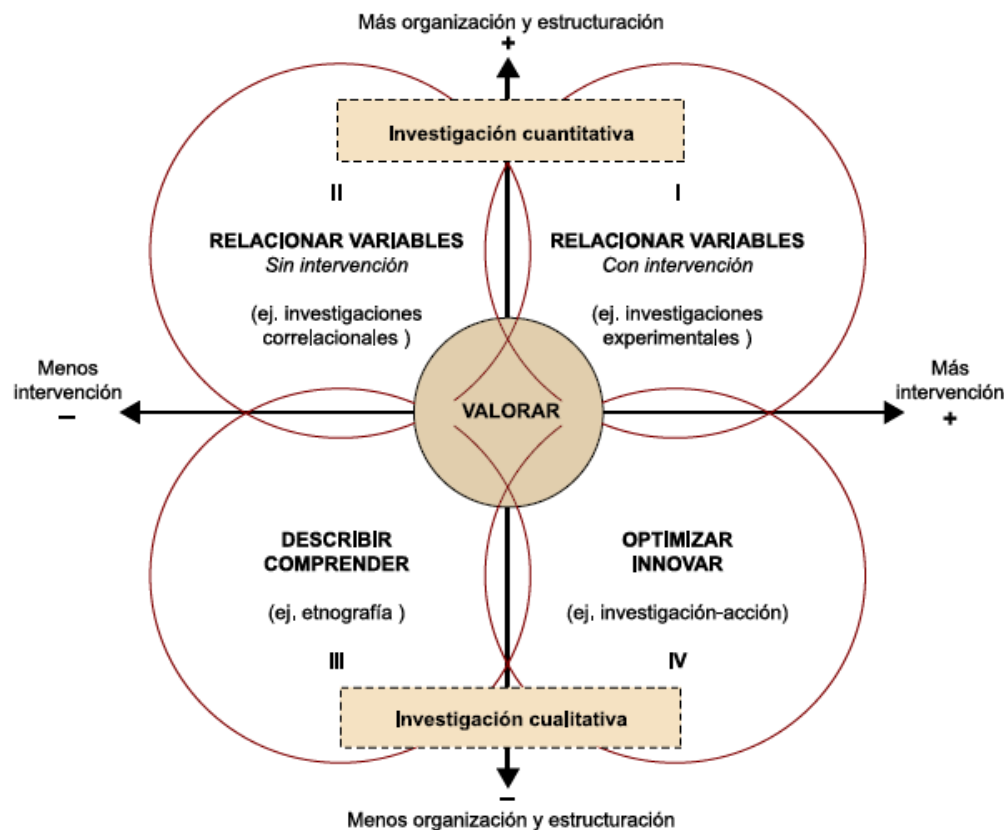 Más organización y estructuración
+
Investigación cuantitativa
II
I
RELACIONAR VARIABLES
Sin intervención
(ej. investigaciones
correlacionales )
RELACIONAR VARIABLES
Con intervención
(ej. investigaciones
experimentales )
Menos
intervención
–
VALORAR
Más
intervención
+
DESCRIBIR
COMPRENDER
(ej. etnografía )
III
OPTIMIZAR
INNOVAR
(ej. investigación-acción)
IV
Investigación cualitativa
–
Menos organización y estructuración